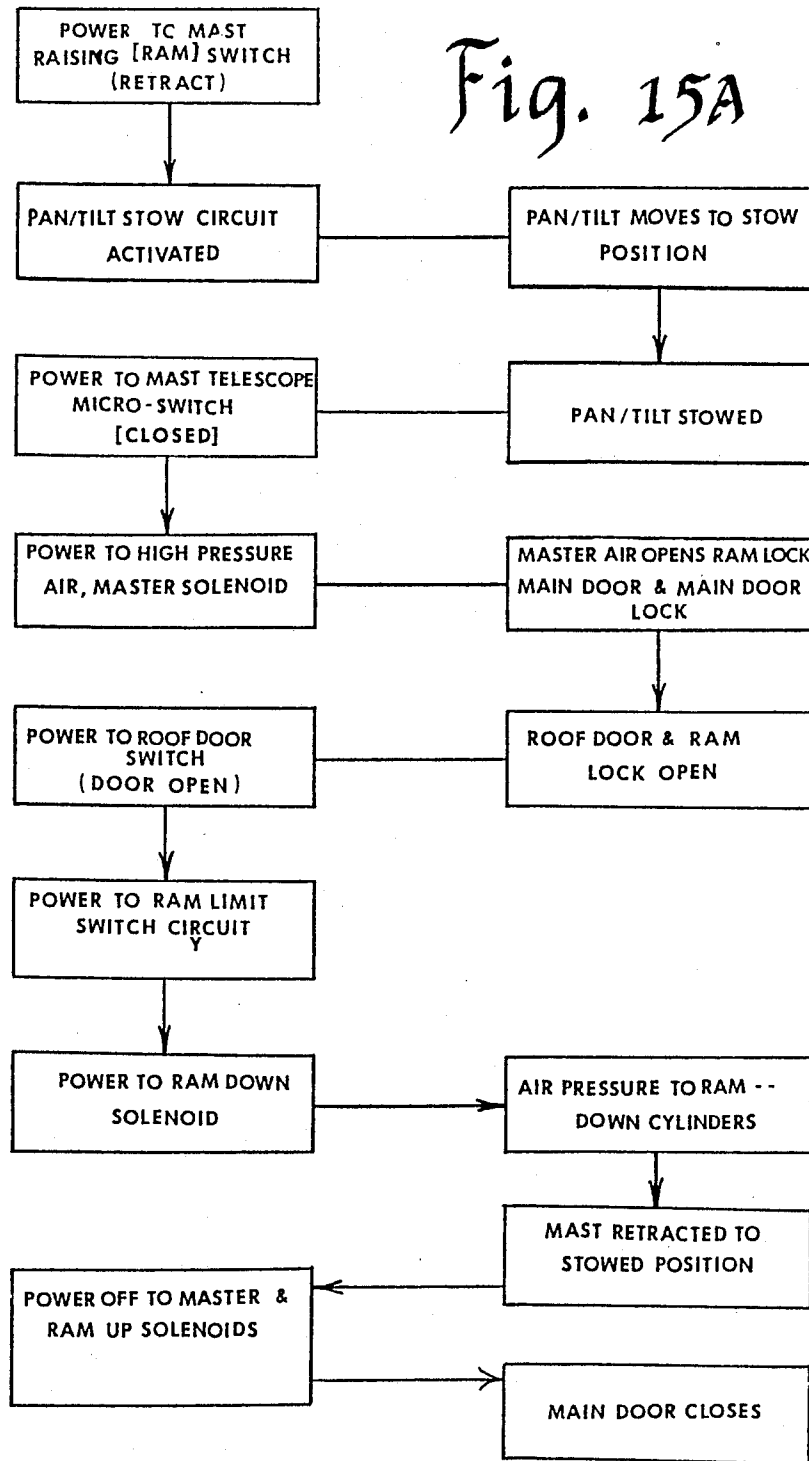 POWER TC MAST
RAISING [RAM] SWITCH
(RETRACT)
Fig. 15A
PAN/TILT STOW CIRCUIT
ACTIVATED
PAN/TILT MOVES TO STOW
POSITION
POWER TO MAST TELESCOPE
MICRO-SWITCH
[CLOSED]
PAN/TILT STOWED
POWER TO HIGH PRESSURE
AIR, MASTER SOLENOID
MASTER AIR OPENS RAM LOCK
MAIN DOOR & MAIN DOOR
LOCK
POWER TO ROOF DOOR
SWITCH
(DOOR OPEN)
ROOF DOOR & RAM
LOCK OPEN
POWER TO RAM LIMIT
SWITCH CIRCUIT
Y
POWER TO RAM DOWN
SOLENOID
AIR PRESSURE TO RAM --
DOWN CYLINDERS
MAST RETRACTED TO
STOWED POSITION
POWER OFF TO MASTER &
RAM UP SOLENOIDS
MAIN DOOR CLOSES